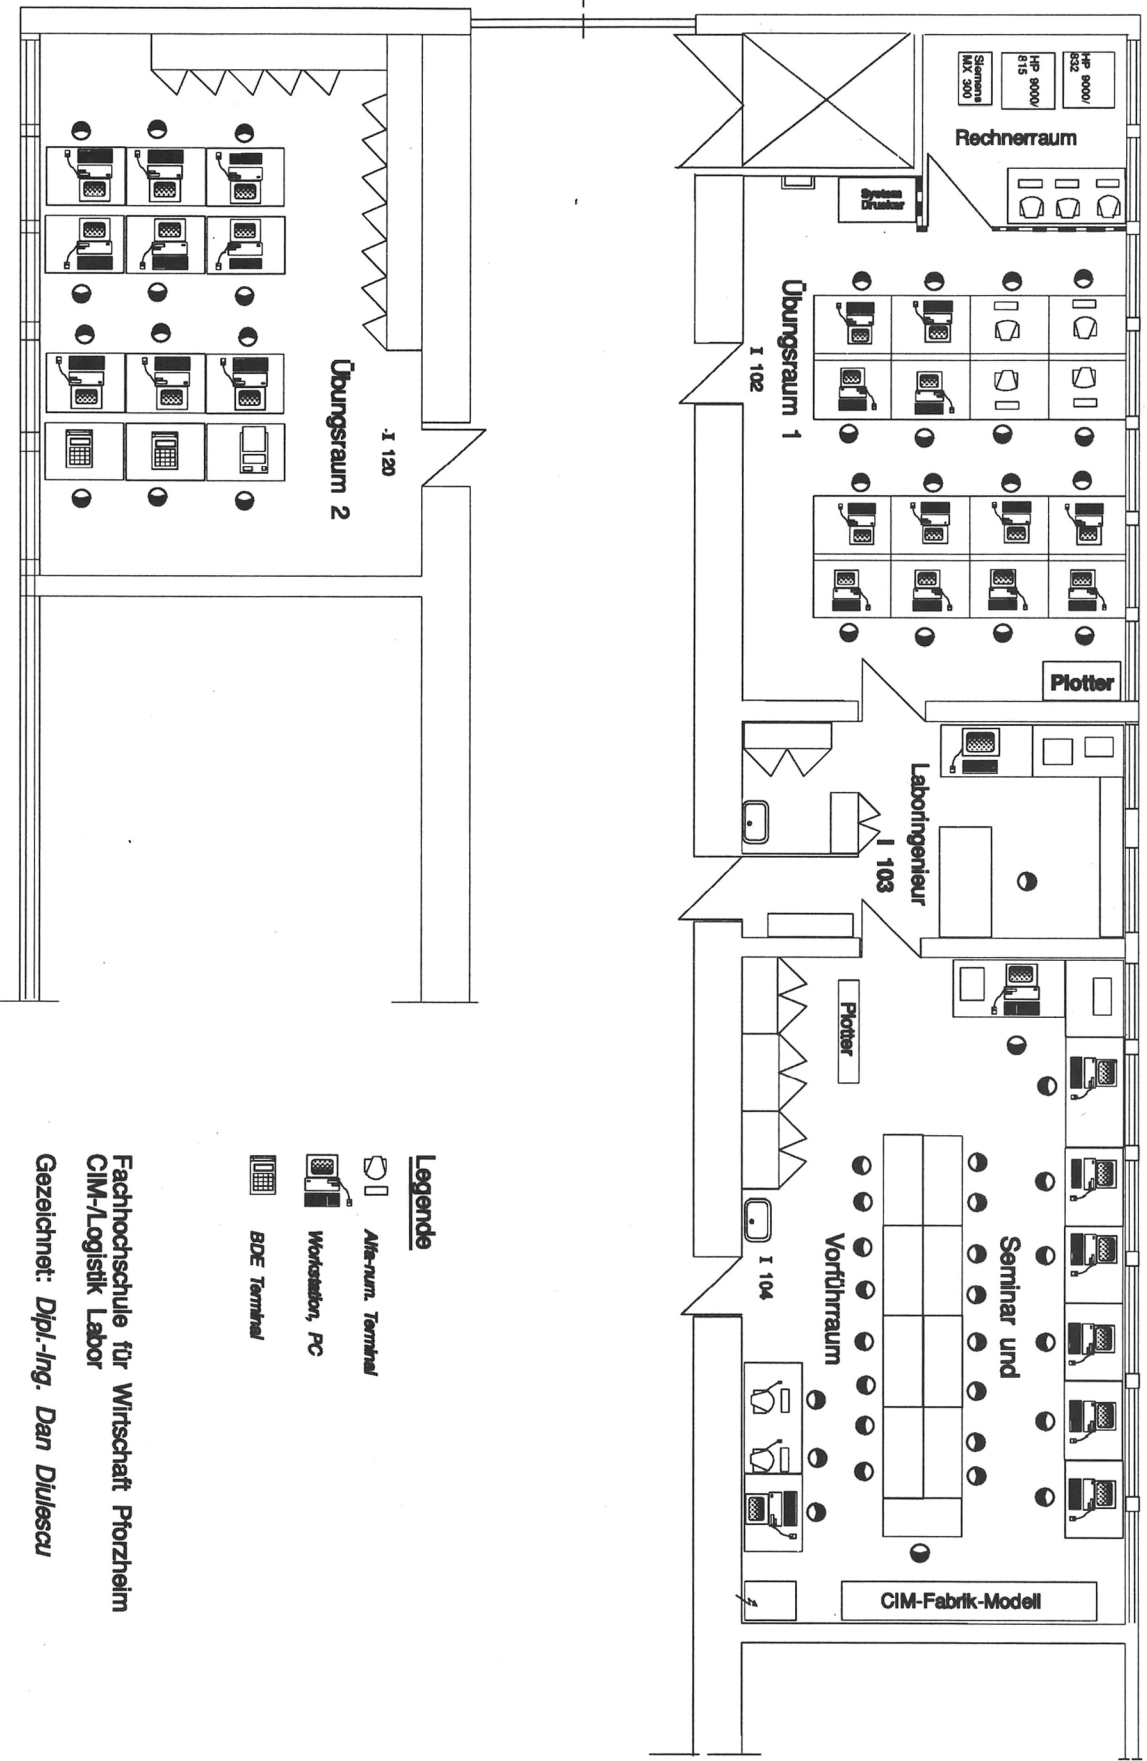 HP 9000/
832
HP 9000/
815
Siemens
MX 300
Rechnerraum
System
Drucker
Übungsraum 1
I 102
Übungsraum 2
I 120
Plotter
Laboringenieur
I 103
Plotter
Seminar und
Vorführraum
I 104
CIM-Fabrik-Modell
Legende
Alfa-num. Terminal
Workstation, PC
BDE Terminal
Fachhochschule für Wirtschaft Pforzheim
CIM-/Logistik Labor
Gezeichnet: Dipl.-Ing. Dan Diulescu